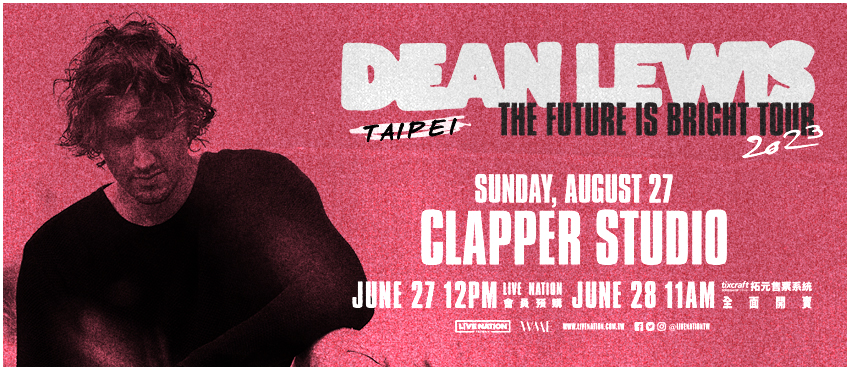 DEAN LEWIS
TAIPEI
THE FUTURE IS BRIGHT TOUR
2023
SUNDAY, AUGUST 27
CLAPPER STUDIO
JUNE 27 12PM LIVE NATION 會員預購 JUNE 28 11AM tixcraft 拓元售票系統 全面開賣
LIVE NATION WME WWW.LIVENATION.COM.TW @LIVENATIONTW